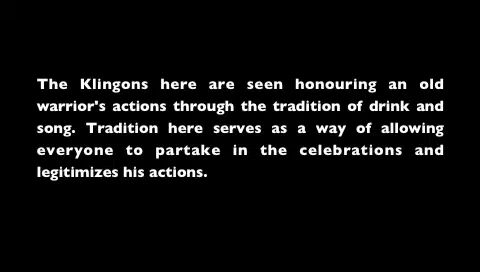 The Klingons here are seen honouring an old
warrior's actions through the tradition of drink and
song. Tradition here serves as a way of allowing
everyone to partake in the celebrations and
legitimizes his actions.